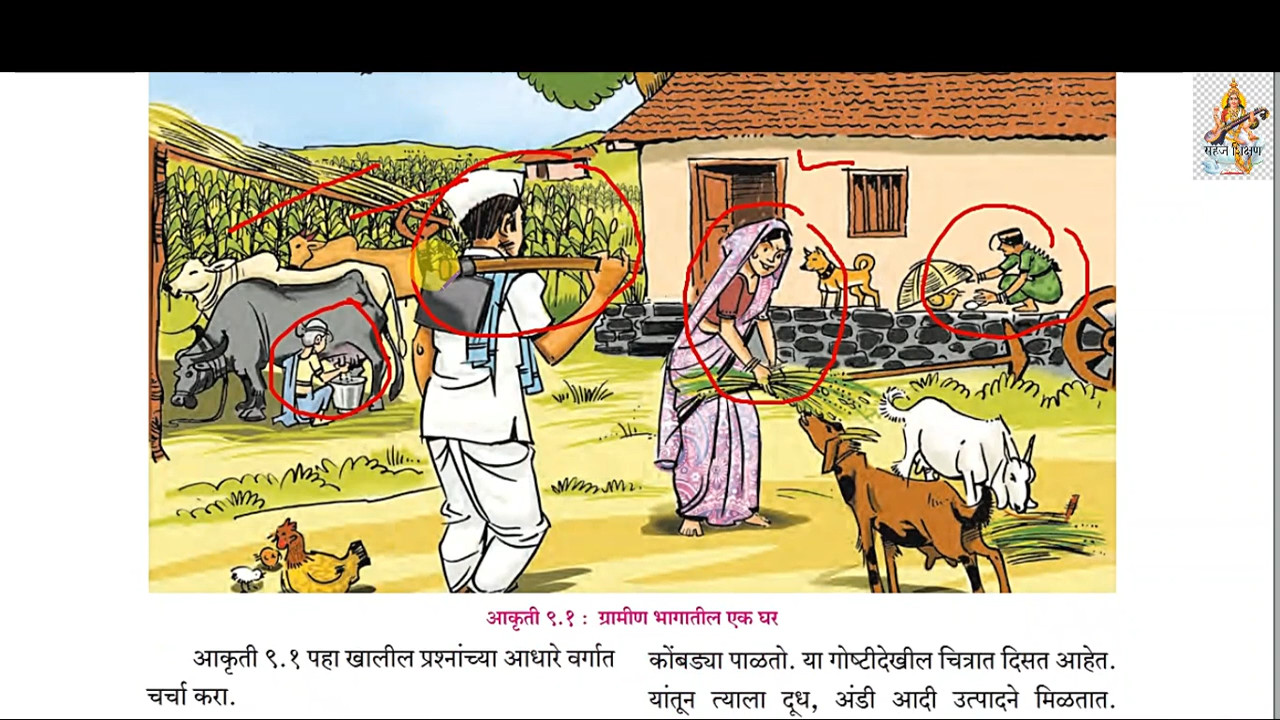 सहज शिक्षण
आकृती ९.१ : ग्रामीण भागातील एक घर
आकृती ९.१ पहा खालील प्रश्नांच्या आधारे वर्गात
चर्चा करा.
कोंबड्या पाळतो. या गोष्टीदेखील चित्रात दिसत आहेत.
यांतून त्याला दूध, अंडी आदी उत्पादने मिळतात.